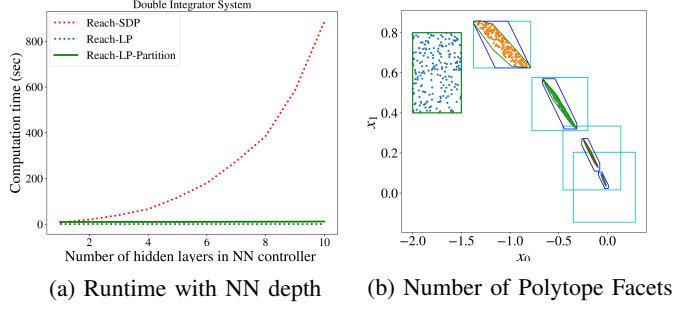 Double Integrator System
Reach-SDP
Reach-LP
Reach-LP-Partition
Computation time (sec)
800
600
400
200
0
2
4
6
8
10
Number of hidden layers in NN controller
(a) Runtime with NN depth
x₁
0.8
0.6
0.4
0.2
0.0
-2.0
-1.5
-1.0
-0.5
0.0
x₀
(b) Number of Polytope Facets